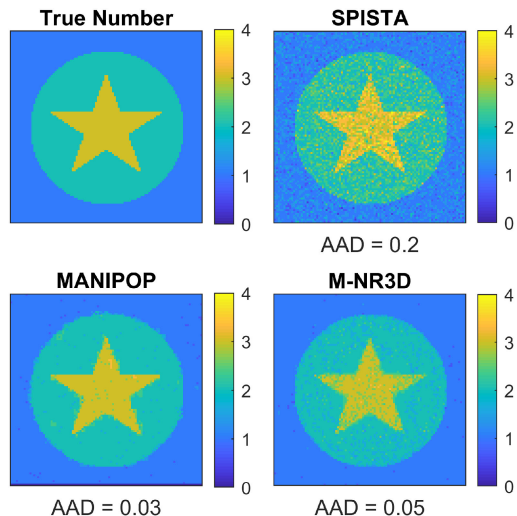 True Number
SPISTA
4
3
2
1
0
4
3
2
1
0
AAD = 0.2
MANIPOP
M-NR3D
4
3
2
1
0
4
3
2
1
0
AAD = 0.03
AAD = 0.05